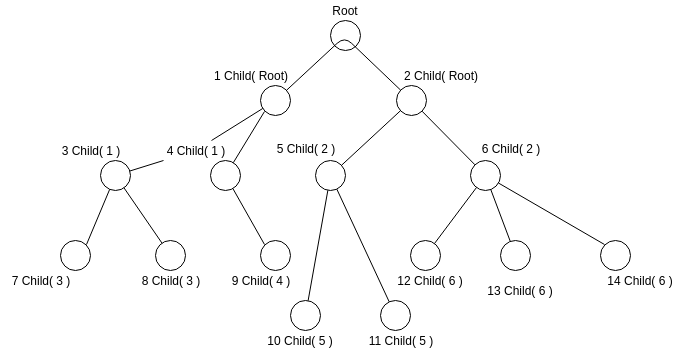 Root
1 Child( Root)
2 Child( Root)
3 Child( 1 )
4 Child( 1 )
5 Child( 2 )
6 Child( 2 )
7 Child( 3 )
8 Child( 3 )
9 Child( 4 )
12 Child( 6 )
13 Child( 6 )
14 Child( 6 )
10 Child( 5 )
11 Child( 5 )